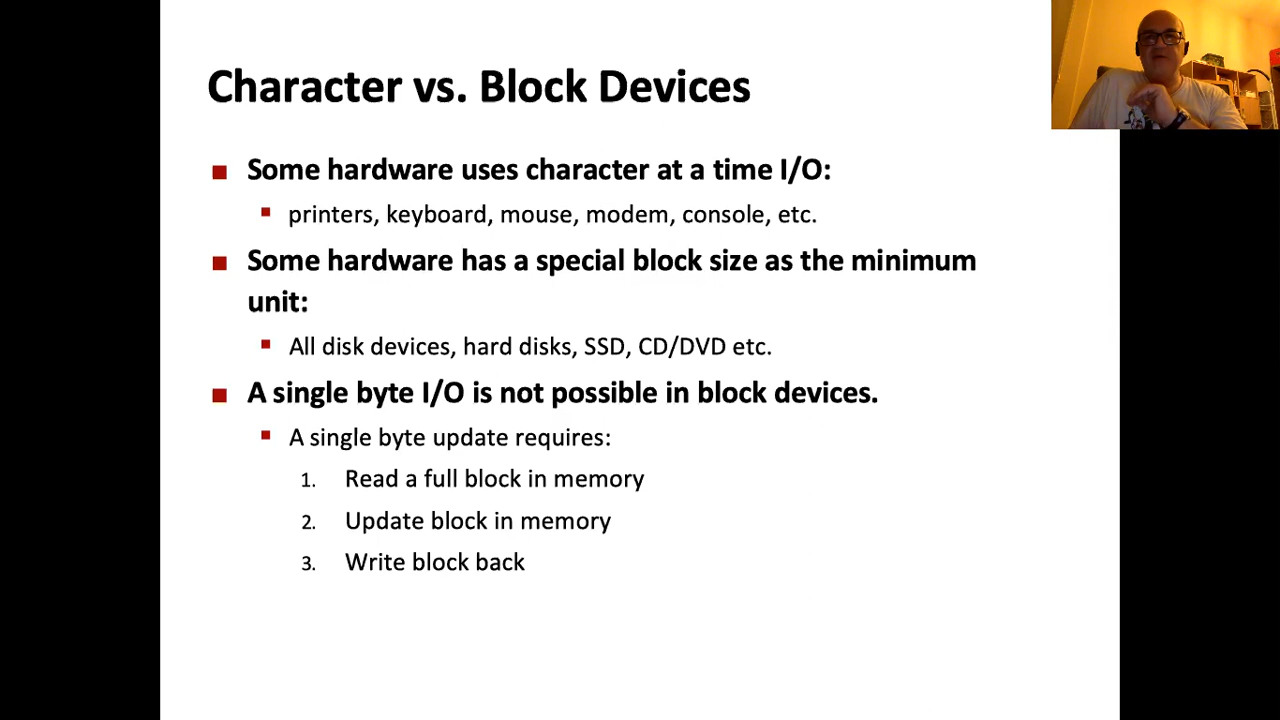 Character vs. Block Devices
Some hardware uses character at a time I/O:
printers, keyboard, mouse, modem, console, etc.
Some hardware has a special block size as the minimum
unit:
All disk devices, hard disks, SSD, CD/DVD etc.
A single byte I/O is not possible in block devices.
A single byte update requires:
1. Read a full block in memory
2. Update block in memory
3. Write block back